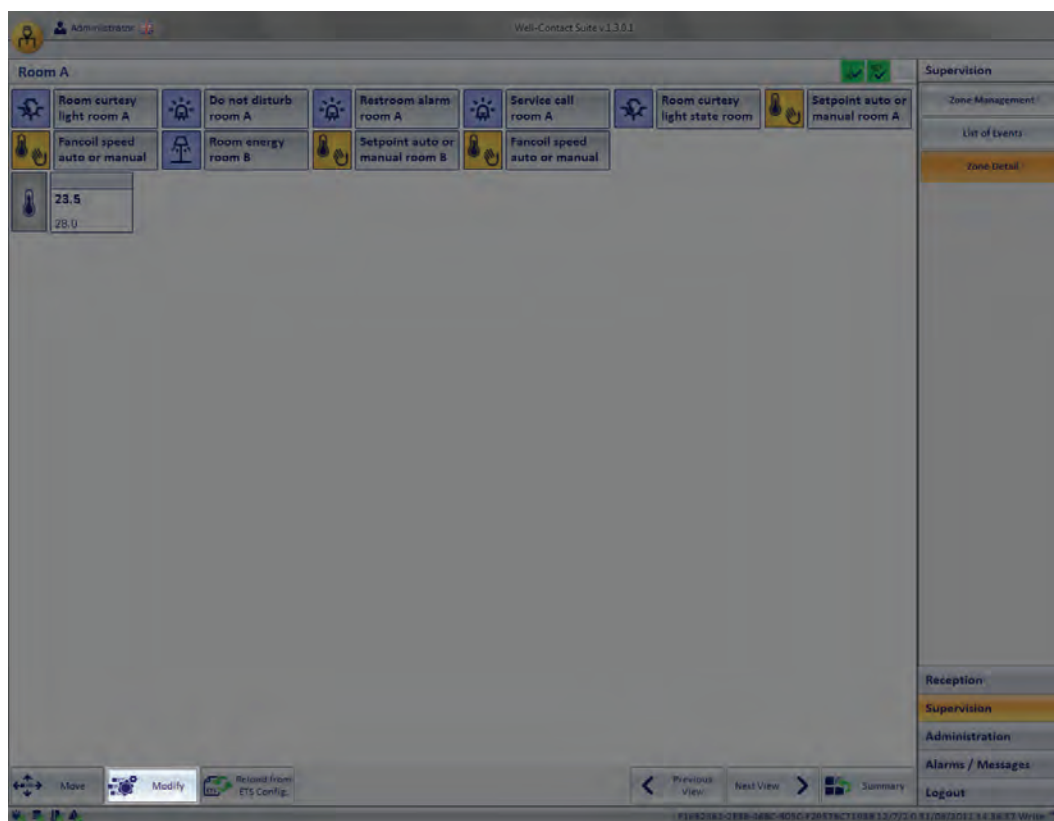 Administrator
Well-Contact Suite v.1.3.0.1
Room A
Supervision
Room curtesy
light room A
Do not disturb
room A
Restroom alarm
room A
Service call
room A
Room curtesy
light state room
Setpoint auto or
manual room A
Fancoil speed
auto or manual
Room energy
room B
Setpoint auto or
manual room B
Fancoil speed
auto or manual
23.5
28.0
Zone Management
List of Events
Zone Detail
Reception
Supervision
Administration
Alarms / Messages
Logout
Move
Modify
Reload from
ETS Config.
Previous
View
Next View
Summary